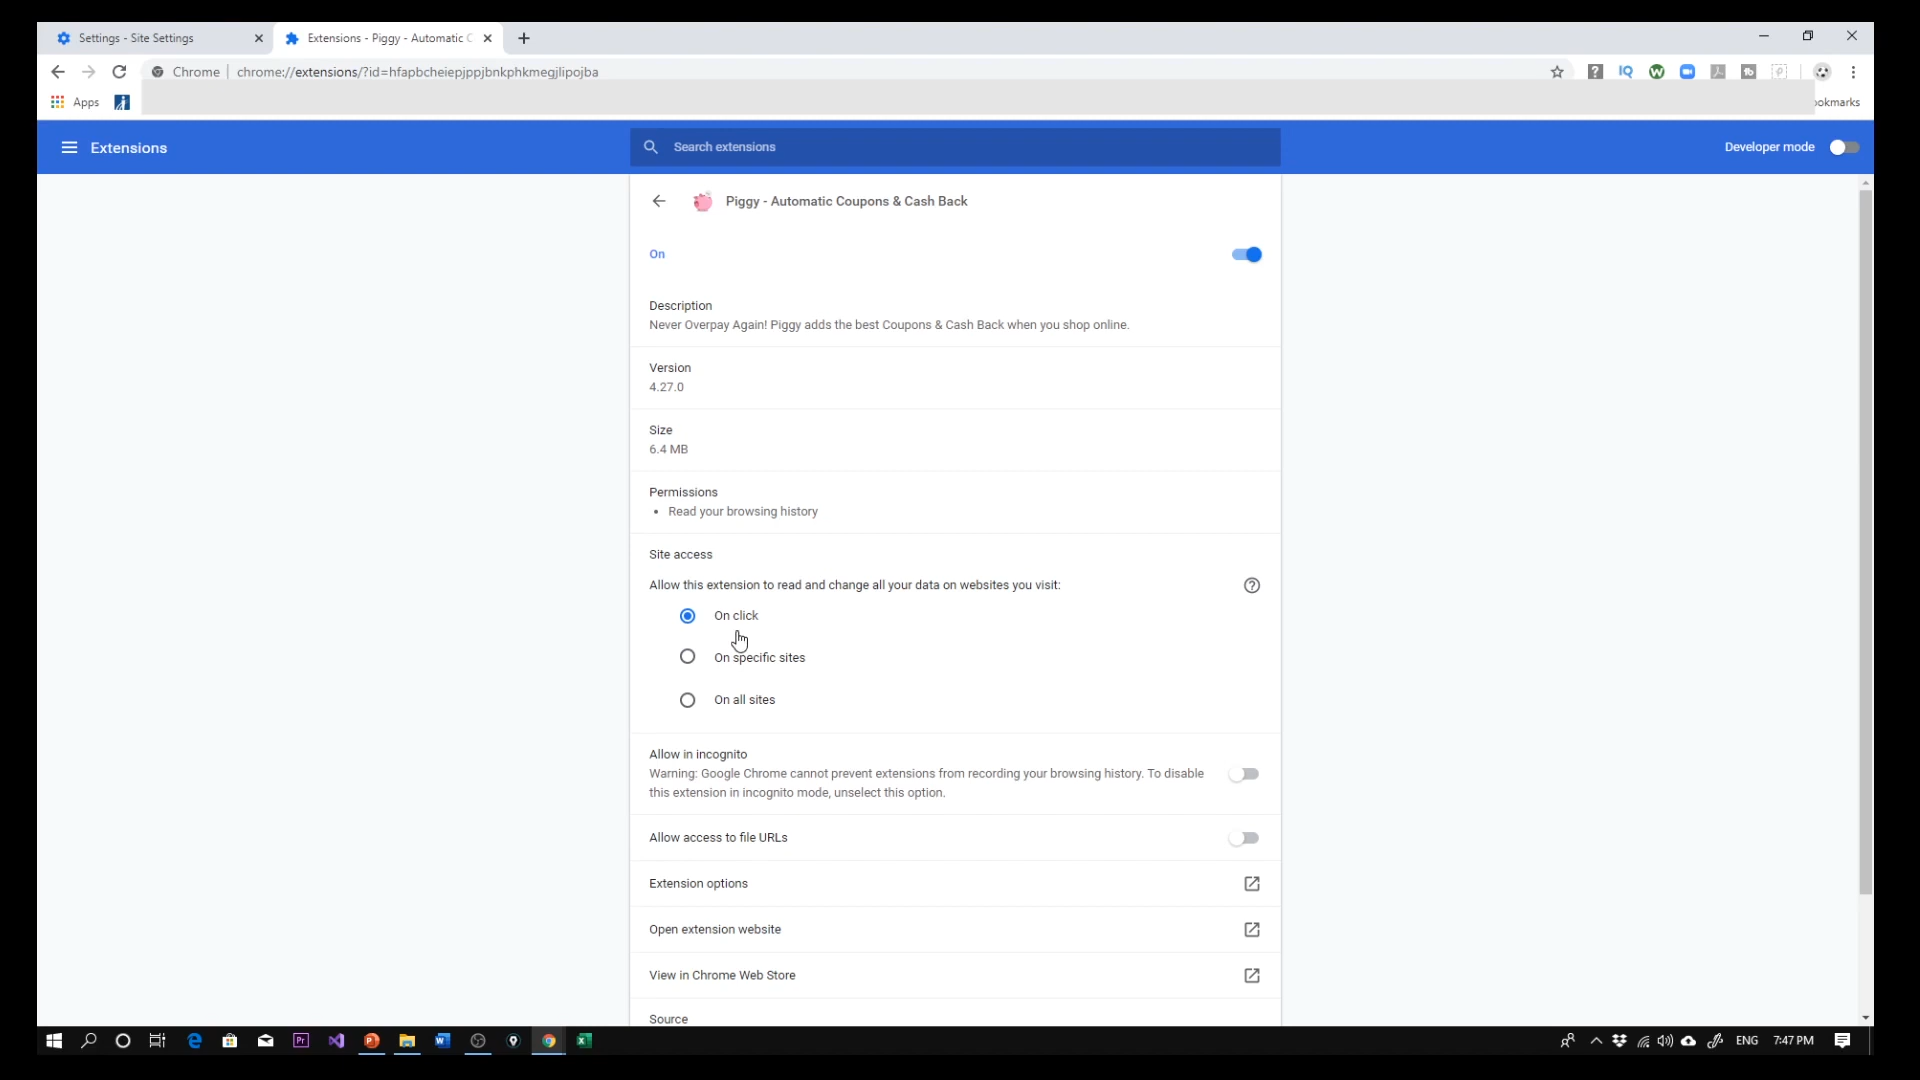 Settings - Site Settings
Extensions - Piggy - Automatic C
Chrome
chrome://extensions/?id=hfapbcheiepjppjbnkphkmegjlipojba
?
IQ
W
Apps
ookmarks
Extensions
Search extensions
Developer mode
Piggy - Automatic Coupons & Cash Back
On
Description
Never Overpay Again! Piggy adds the best Coupons & Cash Back when you shop online.
Version
4.27.0
Size
6.4 MB
Permissions
• Read your browsing history
Site access
Allow this extension to read and change all your data on websites you visit:
?
On click
On specific sites
On all sites
Allow in incognito
Warning: Google Chrome cannot prevent extensions from recording your browsing history. To disable
this extension in incognito mode, unselect this option.
Allow access to file URLs
Extension options
Open extension website
View in Chrome Web Store
Source
Pr
ENG
7:47 PM